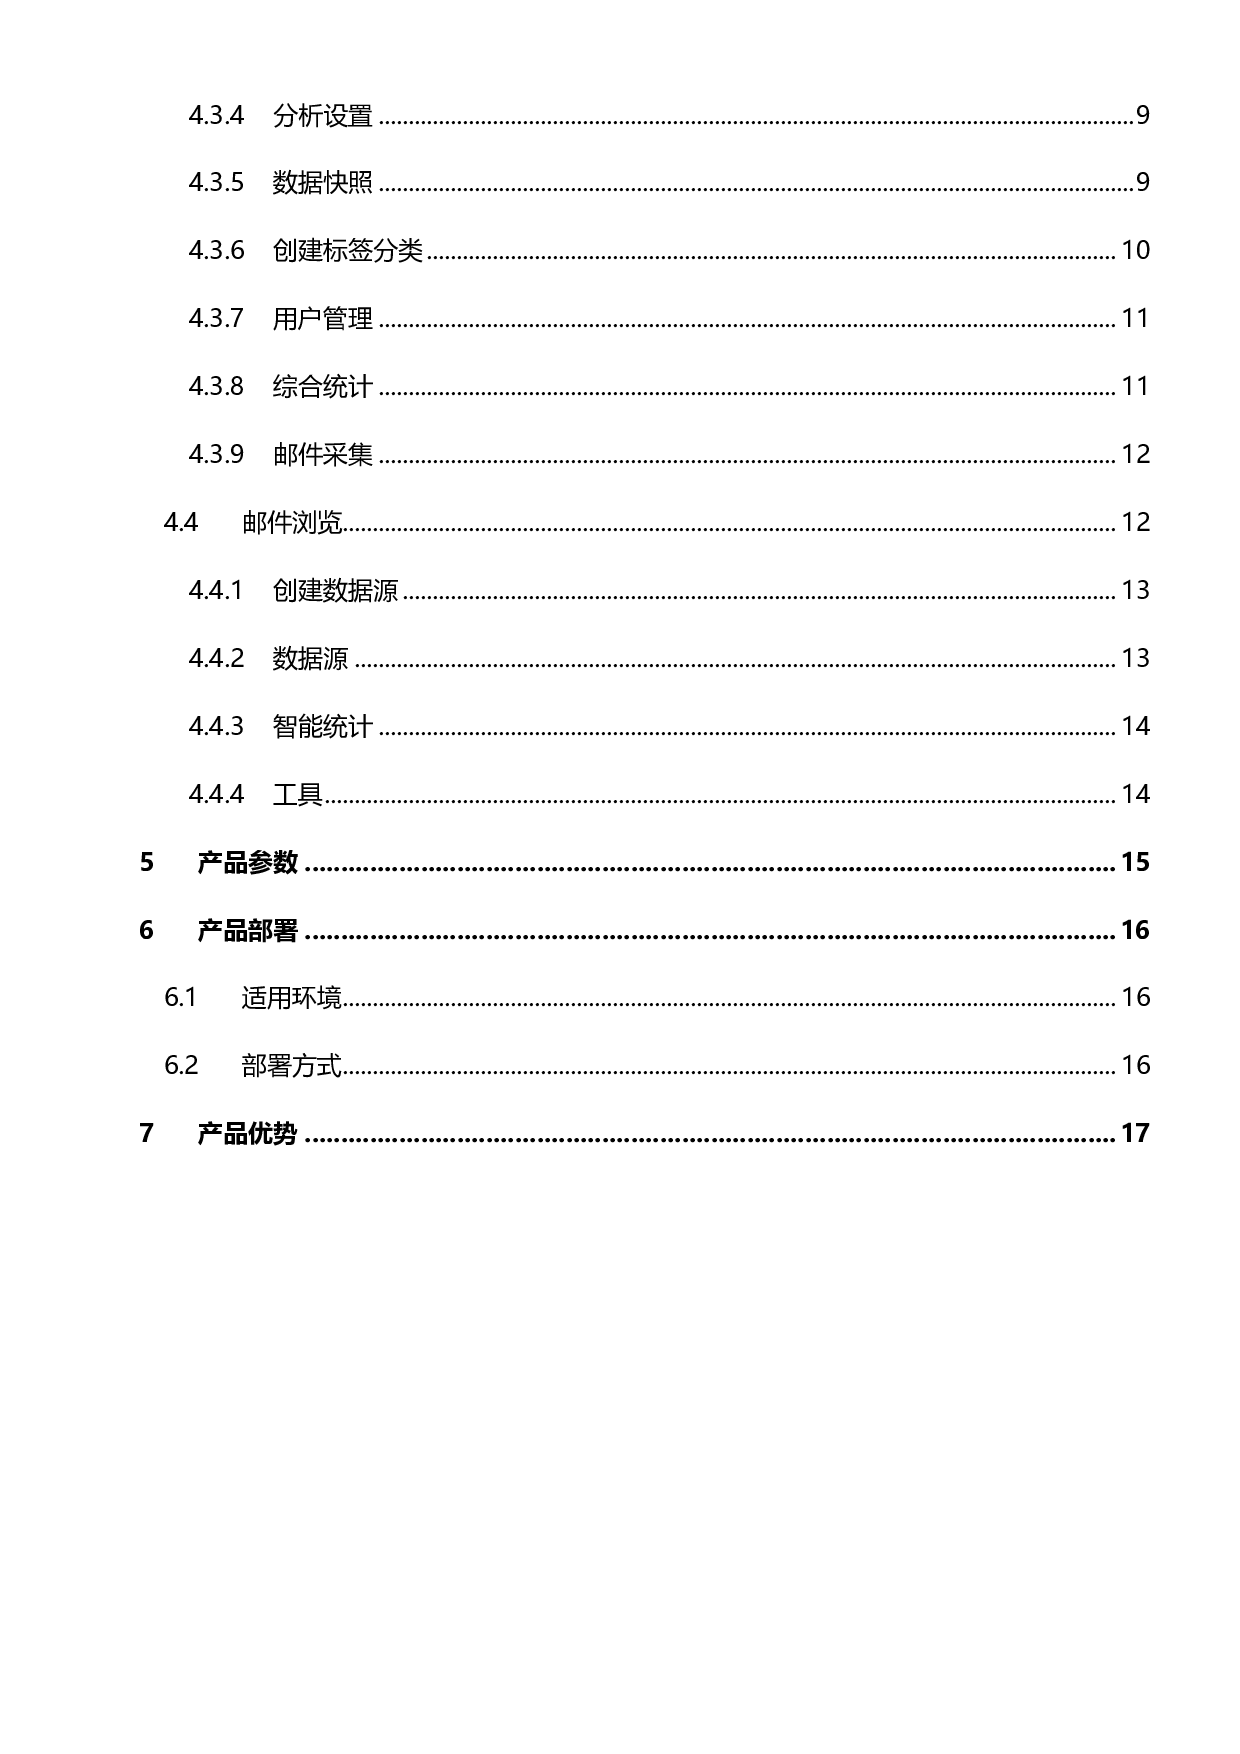 4.3.4 分析设置 ........................................ 9
4.3.5 数据快照 ........................................ 9
4.3.6 创建标签分类 ........................................ 10
4.3.7 用户管理 ........................................ 11
4.3.8 综合统计 ........................................ 11
4.3.9 邮件采集 ........................................ 12
4.4 邮件浏览 ........................................ 12
4.4.1 创建数据源 ........................................ 13
4.4.2 数据源 ........................................ 13
4.4.3 智能统计 ........................................ 14
4.4.4 工具 ........................................ 14
5 产品参数 ........................................ 15
6 产品部署 ........................................ 16
6.1 适用环境 ........................................ 16
6.2 部署方式 ........................................ 16
7 产品优势 ........................................ 17